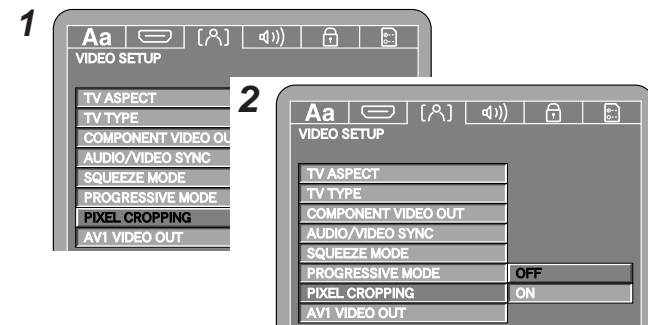 1
Aa
VIDEO SETUP
TV ASPECT
TV TYPE
COMPONENT VIDEO OU
AUDIO/VIDEO SYNC
SQUEEZE MODE
PROGRESSIVE MODE
PIXEL CROPPING
AV1 VIDEO OUT
2
Aa
VIDEO SETUP
TV ASPECT
TV TYPE
COMPONENT VIDEO OUT
AUDIO/VIDEO SYNC
SQUEEZE MODE
PROGRESSIVE MODE OFF
PIXEL CROPPING ON
AV1 VIDEO OUT